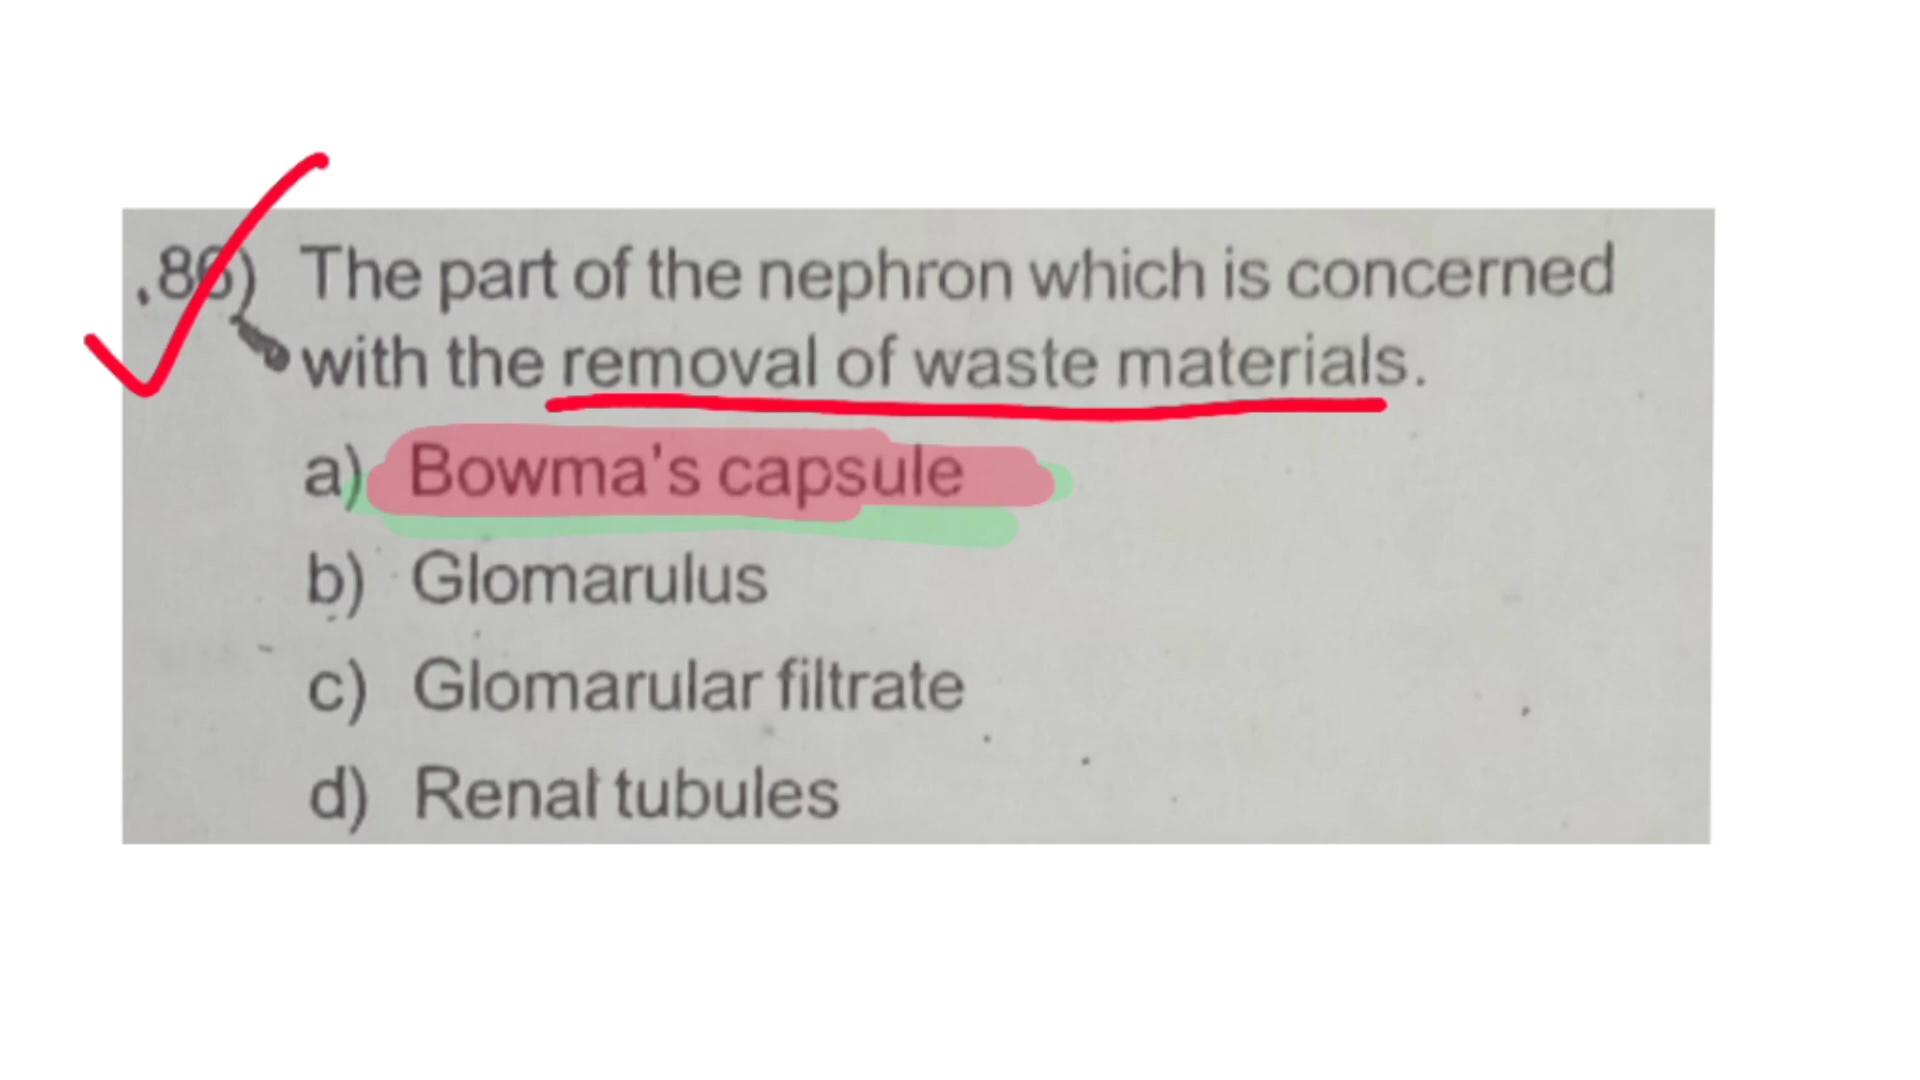 .86) The part of the nephron which is concerned
with the removal of waste materials.
a) Bowma's capsule
b) Glomarulus
c) Glomarular filtrate
d) Renal tubules